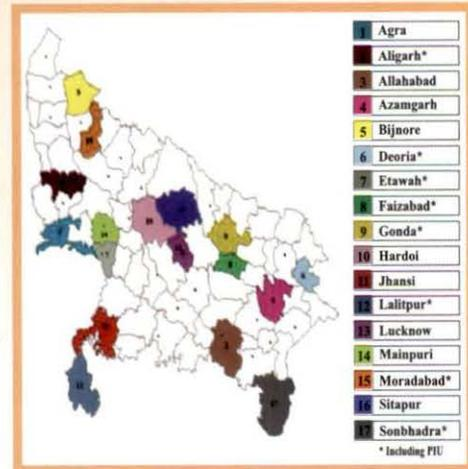 1 Agra
2 Aligarh*
3 Allahabad
4 Azamgarh
5 Bijnore
6 Deoria*
7 Etawah*
8 Faizabad*
9 Gonda*
10 Hardoi
11 Jhansi
12 Lalitpur*
13 Lucknow
14 Mainpuri
15 Moradabad*
16 Sitapur
17 Sonbhadra*
* Including PIU